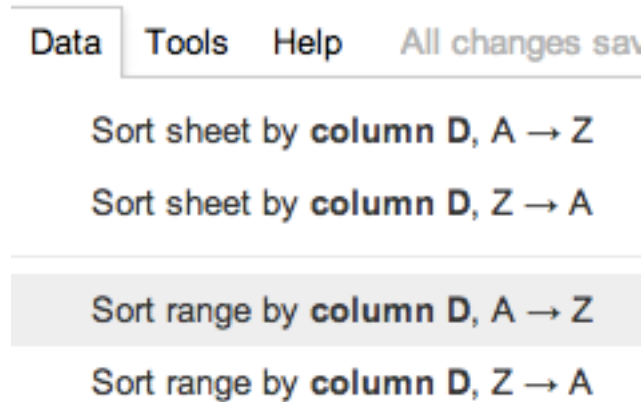 Data Tools Help All changes sav
Sort sheet by column D, A → Z
Sort sheet by column D, Z → A
Sort range by column D, A → Z
Sort range by column D, Z → A